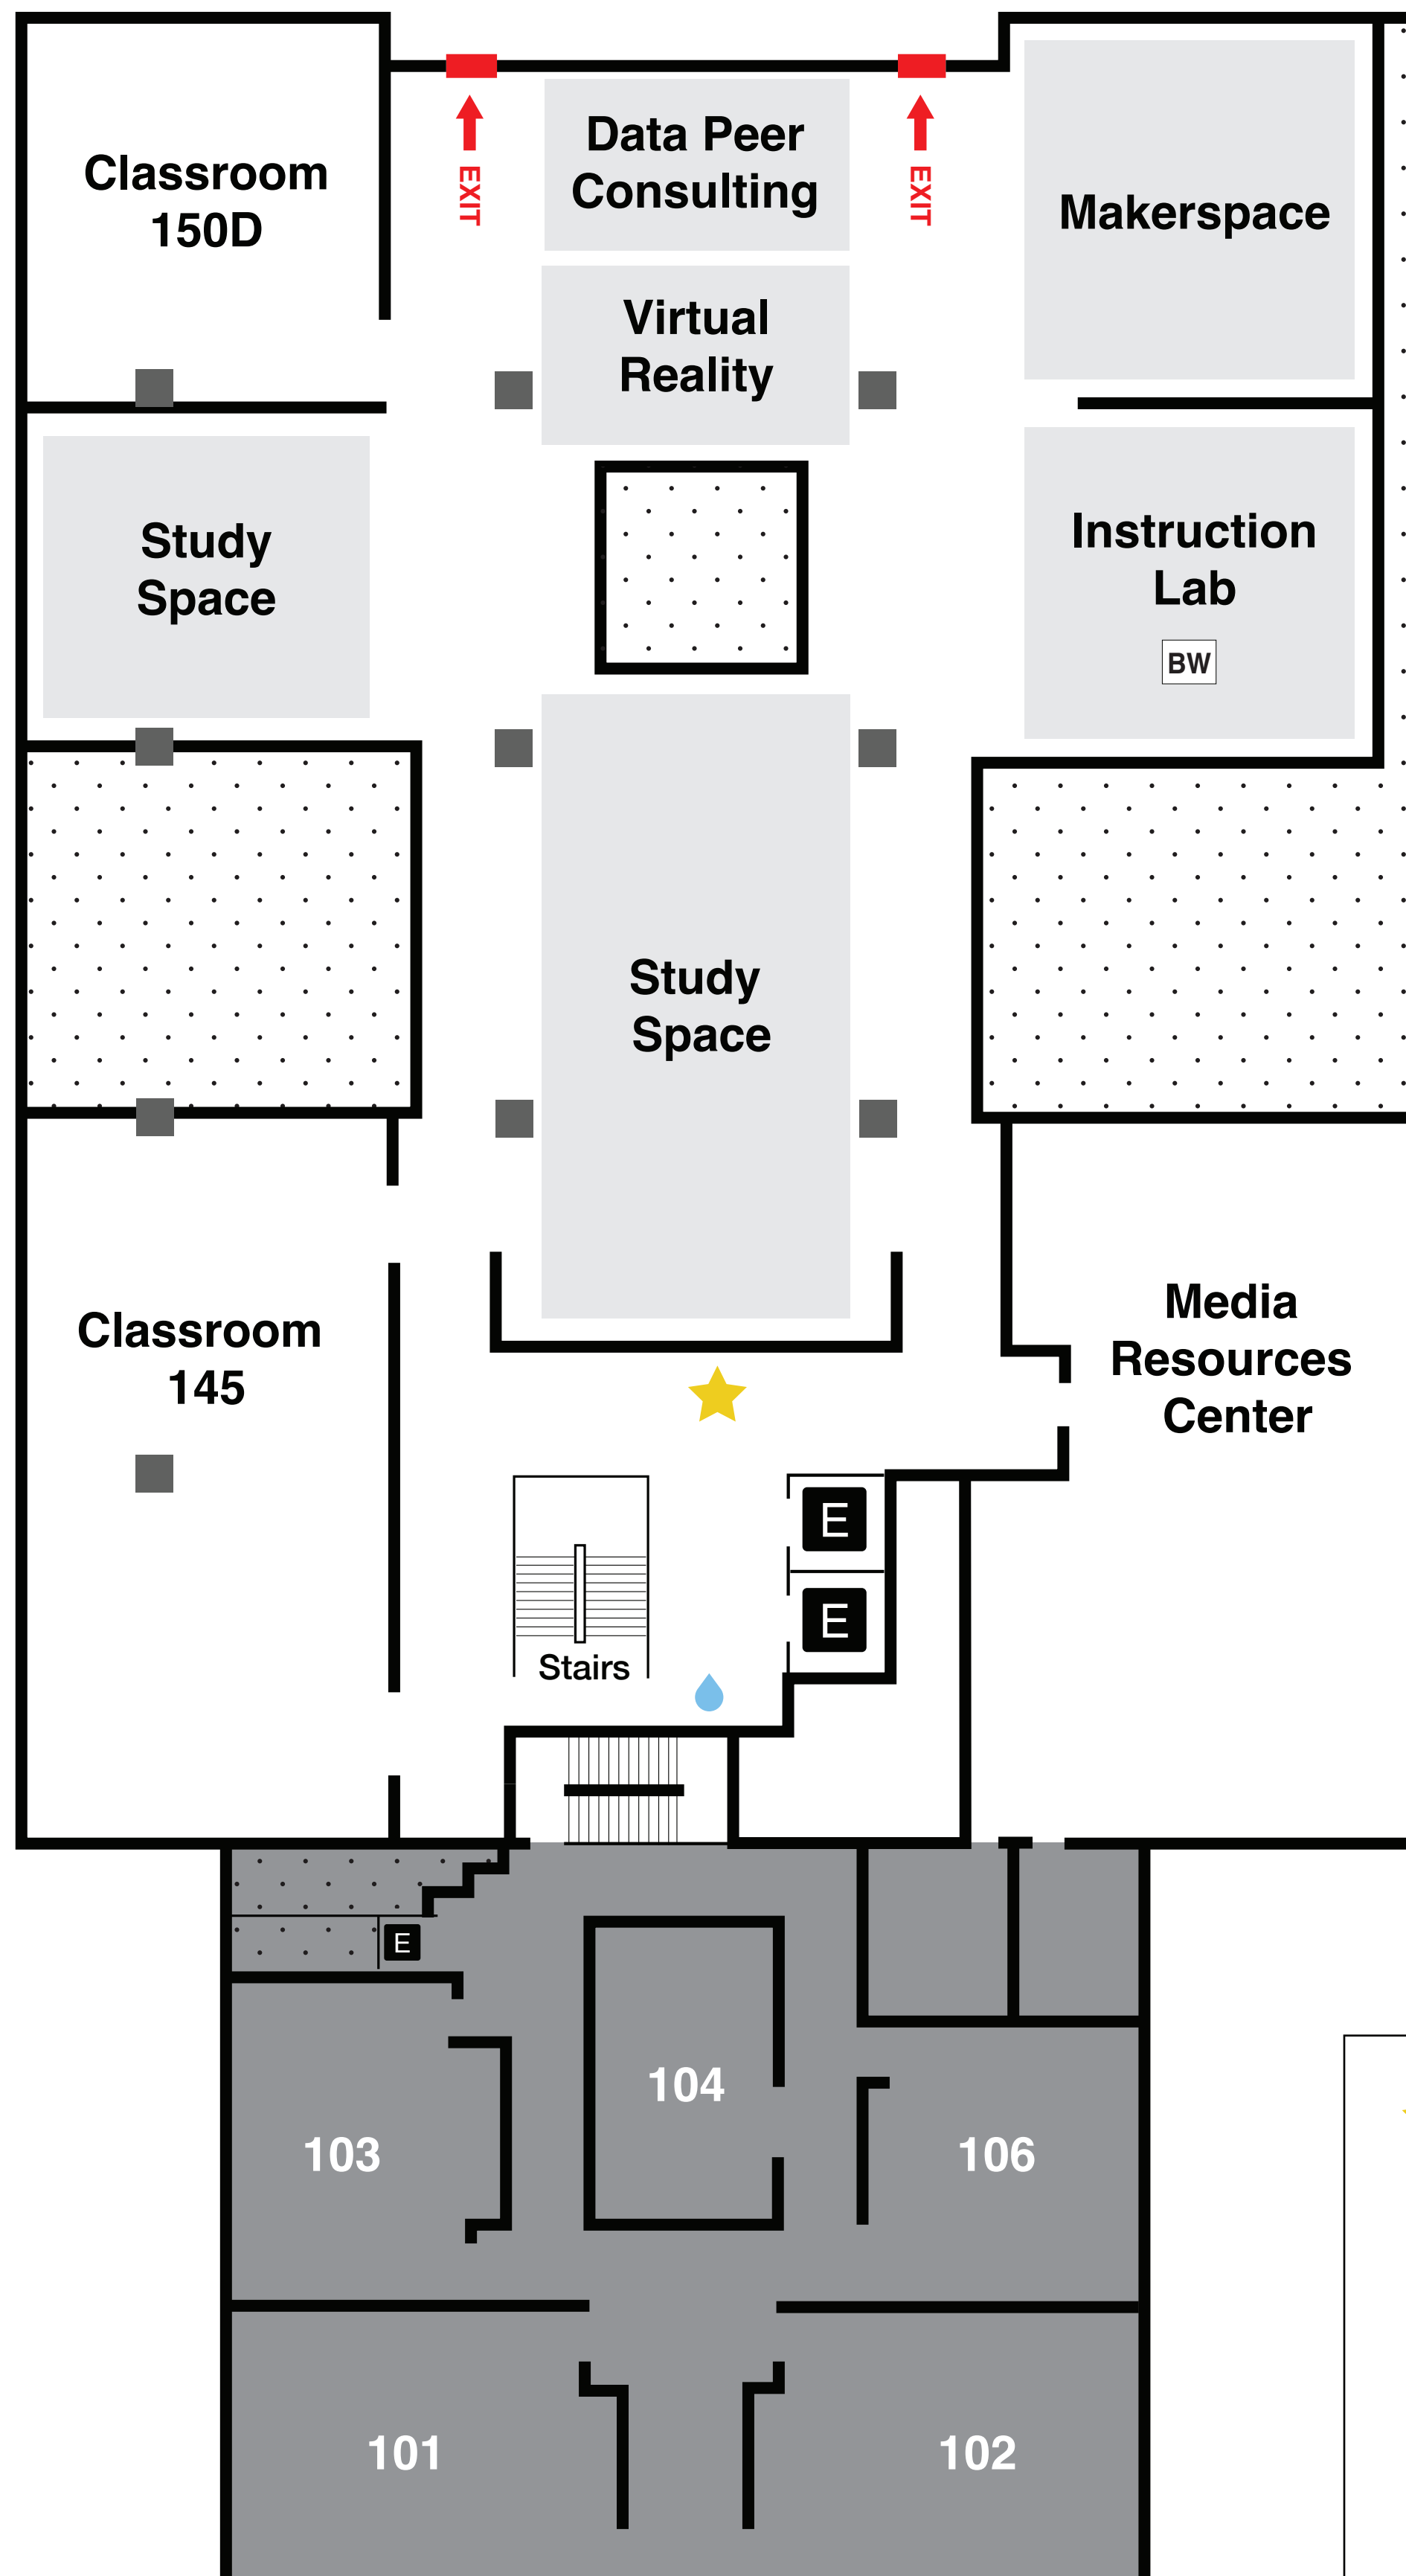 Data Peer
Consulting
Classroom
150D
EXIT
EXIT
Makerspace
Virtual
Reality
Study
Space
Instruction
Lab
BW
Study
Space
Classroom
145
Media
Resources
Center
E
E
Stairs
E
104
103
106
101
102